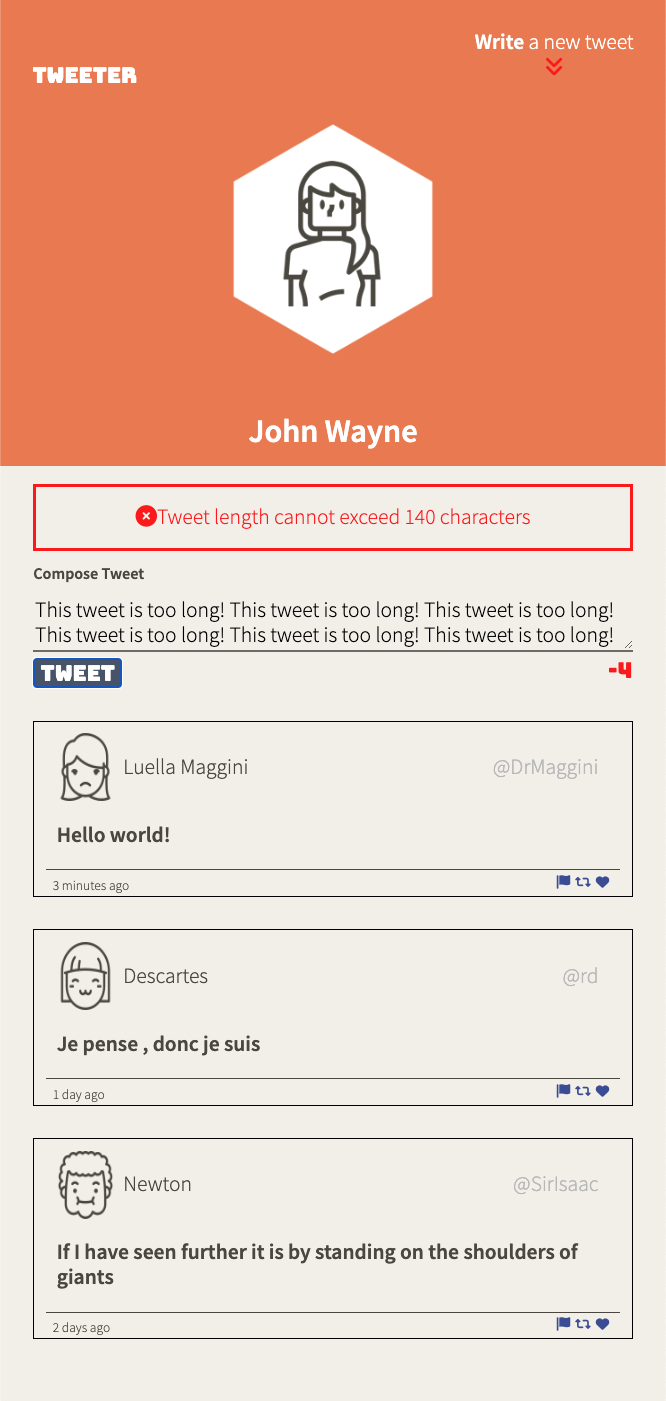 Write a new tweet
TWEETER
John Wayne
Tweet length cannot exceed 140 characters
Compose Tweet
This tweet is too long! This tweet is too long! This tweet is too long!
This tweet is too long! This tweet is too long! This tweet is too long!
TWEET
-4
Luella Maggini
@DrMaggini
Hello world!
3 minutes ago
Descartes
@rd
Je pense , donc je suis
1 day ago
Newton
@SirIsaac
If I have seen further it is by standing on the shoulders of
giants
2 days ago